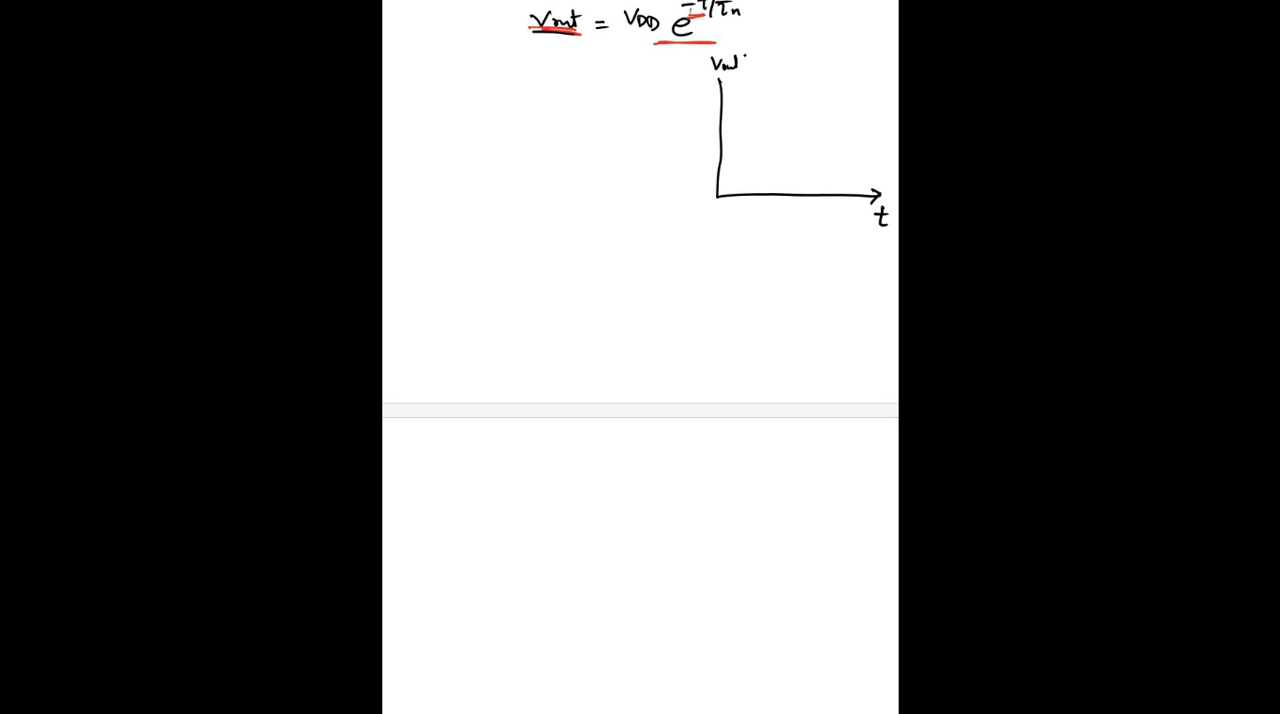 Vout = VDD e^-t/τn
Vout
t